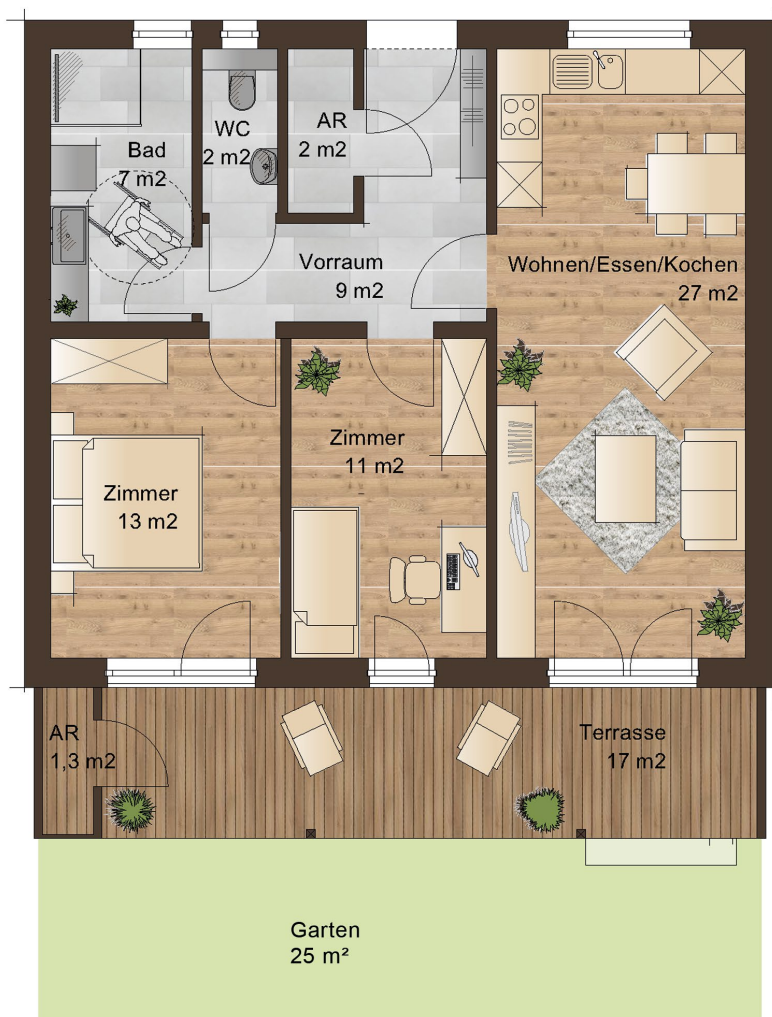 Bad
7 m2
WC
2 m2
AR
2 m2
Vorraum
9 m2
Wohnen/Essen/Kochen
27 m2
Zimmer
13 m2
Zimmer
11 m2
AR
1,3 m2
Terrasse
17 m2
Garten
25 m²